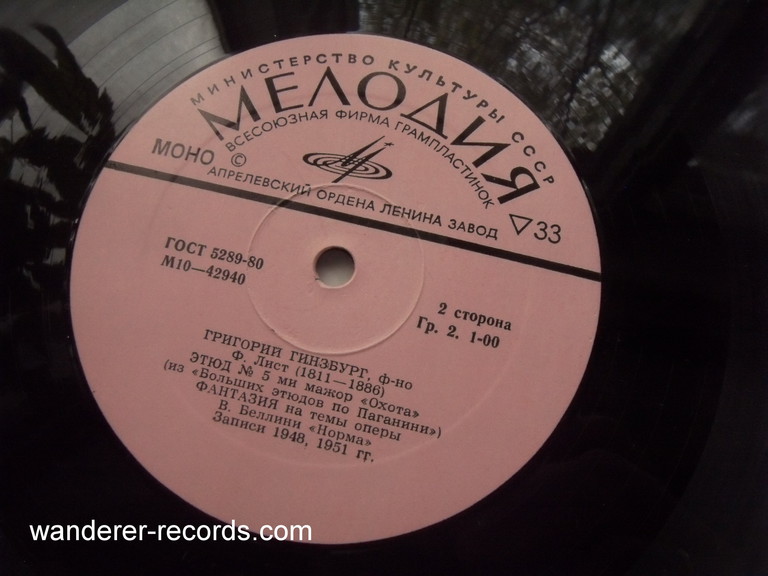 МИНИСТЕРСТВО КУЛЬТУРЫ СССР
МЕЛОДИЯ
ВСЕСОЮЗНАЯ ФИРМА ГРАМПЛАСТИНОК
МОНО ©
АПРЕЛЕВСКИЙ ОРДЕНА ЛЕНИНА ЗАВОД
▽33
ГОСТ 5289-80
М10—42940
2 сторона
Гр. 2. 1-00
ГРИГОРИЙ ГИНЗБУРГ, ф-но
Ф. Лист (1811—1886)
ЭТЮД № 5 ми мажор «Охота»
(из «Больших этюдов по Паганини»)
ФАНТАЗИЯ на темы оперы
В. Беллини «Норма»
Записи 1948, 1951 гг.
wanderer-records.com